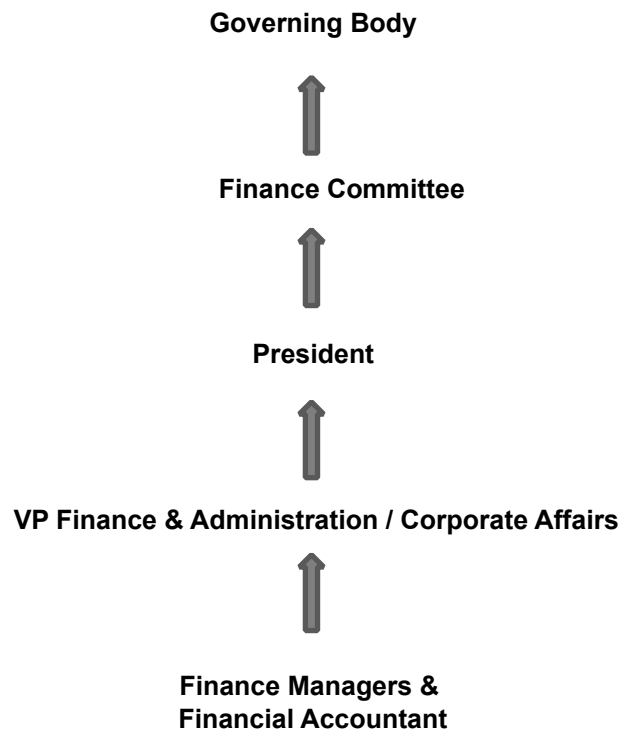 Governing Body
Finance Committee
President
VP Finance & Administration / Corporate Affairs
Finance Managers &
Financial Accountant